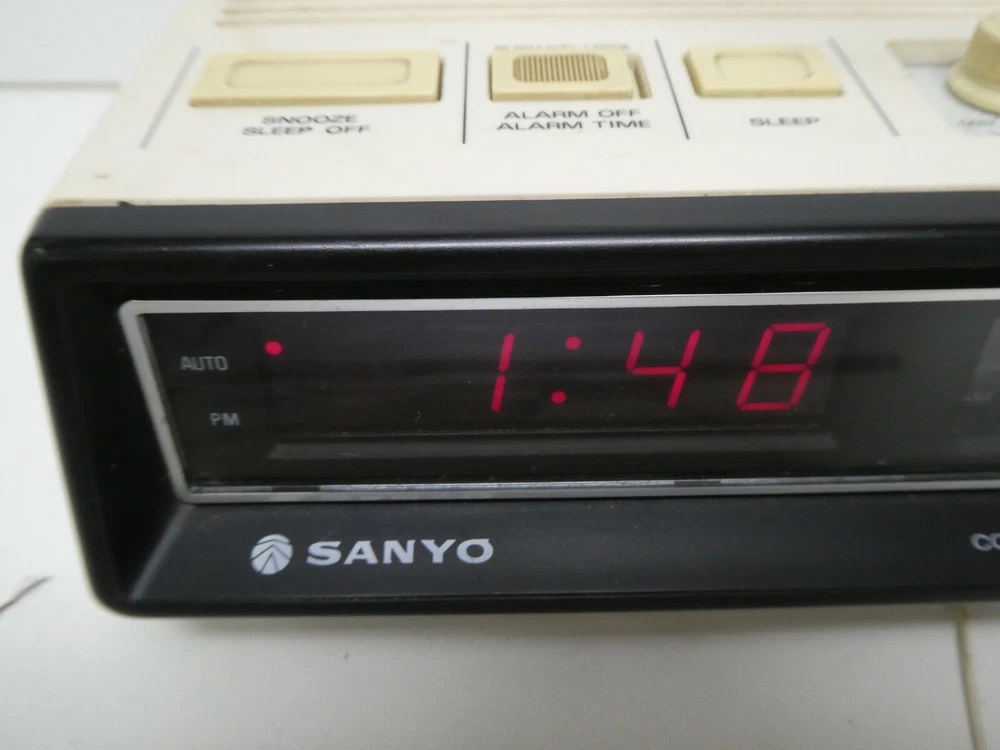 SNOOZE
SLEEP OFF
ALARM OFF
ALARM TIME
SLEEP
AUTO
PM
1:48
SANYO